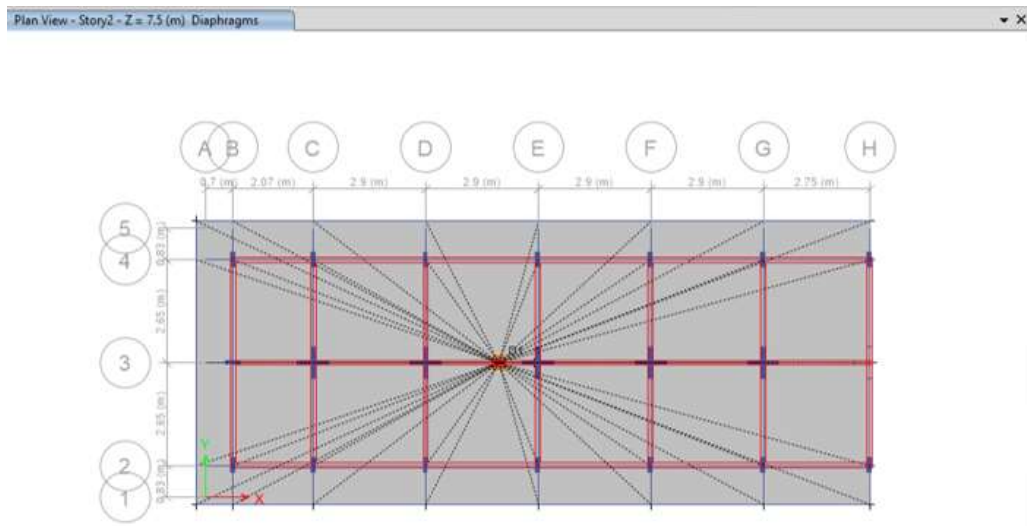 Plan View - Story2 - Z = 7.5 (m) Diaphragms
A B C D E F G H
0.7 (m) 2.07 (m) 2.9 (m) 2.9 (m) 2.9 (m) 2.9 (m) 2.75 (m)
5
0.83 (m)
4
2.65 (m)
3
D1
2.65 (m)
Y
2
0.83 (m)
1
X